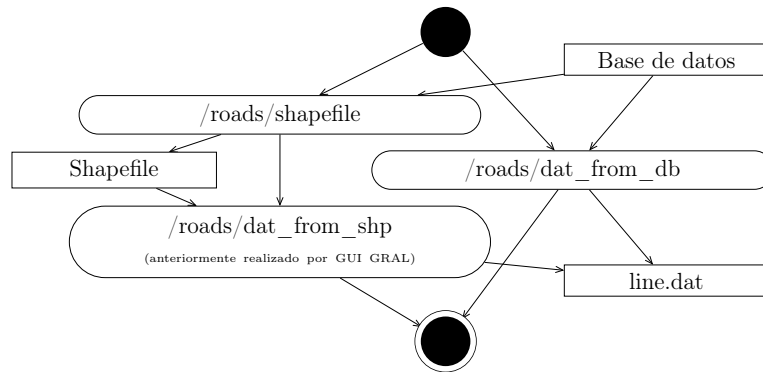 Base de datos
/roads/shapefile
Shapefile
/roads/dat_from_db
/roads/dat_from_shp
(anteriormente realizado por GUI GRAL)
line.dat